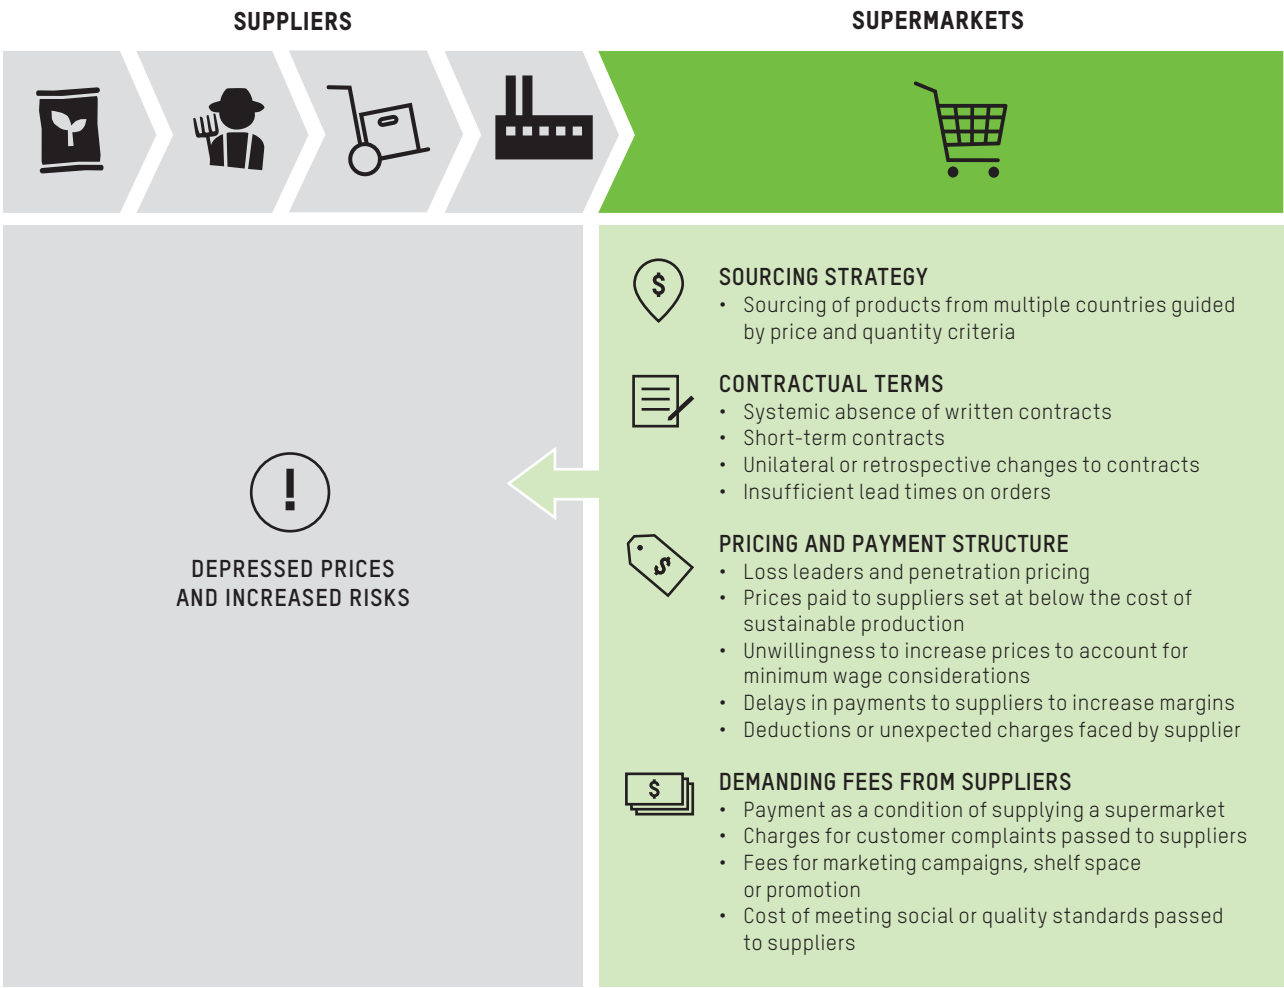 SUPPLIERS
SUPERMARKETS
$
SOURCING STRATEGY
• Sourcing of products from multiple countries guided
by price and quantity criteria
CONTRACTUAL TERMS
• Systemic absence of written contracts
• Short-term contracts
• Unilateral or retrospective changes to contracts
• Insufficient lead times on orders
!
DEPRESSED PRICES
AND INCREASED RISKS
$
PRICING AND PAYMENT STRUCTURE
• Loss leaders and penetration pricing
• Prices paid to suppliers set at below the cost of
sustainable production
• Unwillingness to increase prices to account for
minimum wage considerations
• Delays in payments to suppliers to increase margins
• Deductions or unexpected charges faced by supplier
$
DEMANDING FEES FROM SUPPLIERS
• Payment as a condition of supplying a supermarket
• Charges for customer complaints passed to suppliers
• Fees for marketing campaigns, shelf space
or promotion
• Cost of meeting social or quality standards passed
to suppliers